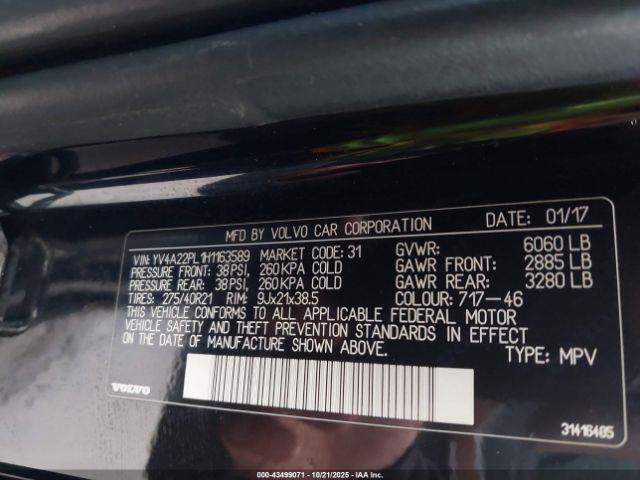 MFD BY VOLVO CAR CORPORATION DATE: 01/17
VIN: YV4A22PL1H1163589 MARKET CODE: 31 GVWR: 6060 LB
PRESSURE FRONT: 38 PSI, 260 KPA COLD GAWR FRONT: 2885 LB
PRESSURE REAR: 38 PSI, 260 KPA COLD GAWR REAR: 3280 LB
TIRES: 275/40R21 RIM: 9Jx21x38.5 COLOUR: 717-46
THIS VEHICLE CONFORMS TO ALL APPLICABLE FEDERAL MOTOR
VEHICLE SAFETY AND THEFT PREVENTION STANDARDS IN EFFECT
ON THE DATE OF MANUFACTURE SHOWN ABOVE.
TYPE: MPV
VOLVO
31416405
000-43499071 - 10/21/2025 - IAAI, Inc.